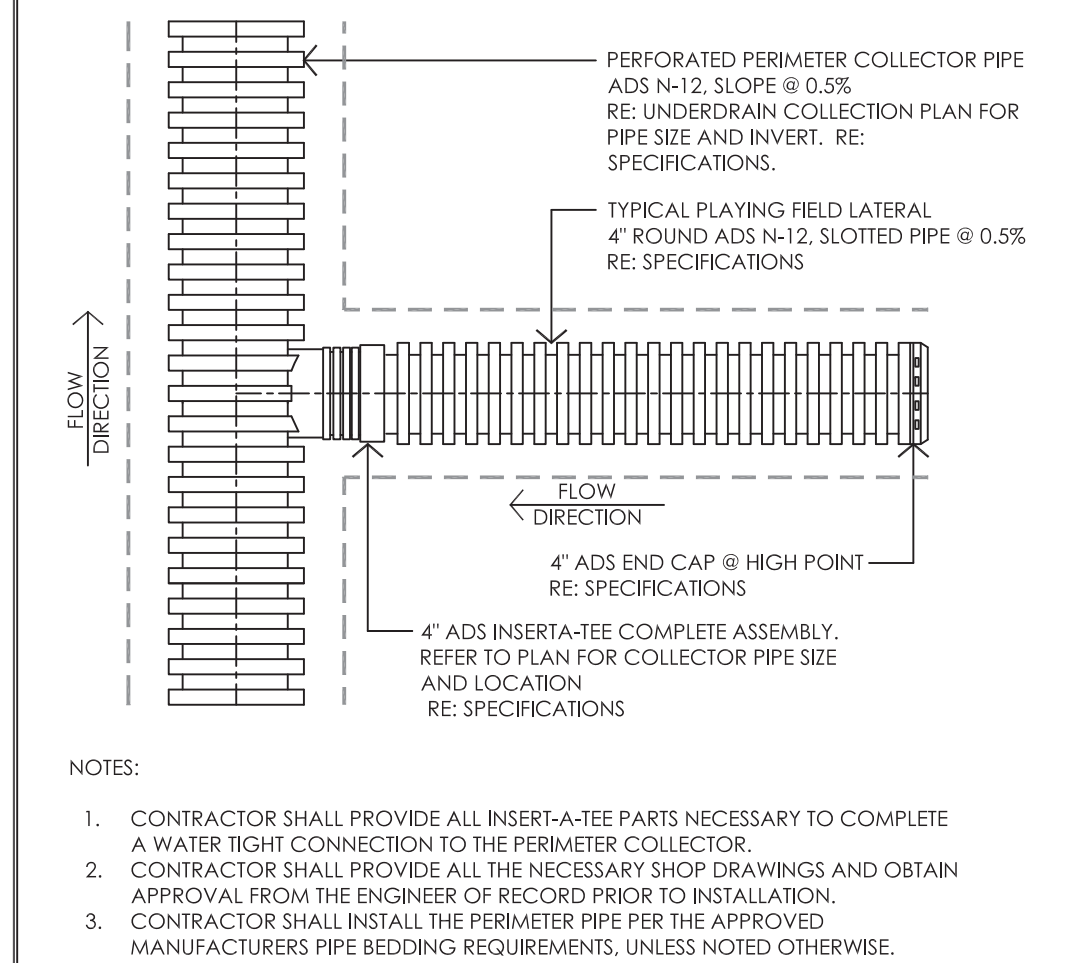 PERFORATED PERIMETER COLLECTOR PIPE
ADS N-12, SLOPE @ 0.5%
RE: UNDERDRAIN COLLECTION PLAN FOR
PIPE SIZE AND INVERT. RE:
SPECIFICATIONS.
TYPICAL PLAYING FIELD LATERAL
4" ROUND ADS N-12, SLOTTED PIPE @ 0.5%
RE: SPECIFICATIONS
FLOW
DIRECTION
FLOW
DIRECTION
4" ADS END CAP @ HIGH POINT
RE: SPECIFICATIONS
4" ADS INSERTA-TEE COMPLETE ASSEMBLY.
REFER TO PLAN FOR COLLECTOR PIPE SIZE
AND LOCATION
RE: SPECIFICATIONS
NOTES:
1. CONTRACTOR SHALL PROVIDE ALL INSERT-A-TEE PARTS NECESSARY TO COMPLETE
A WATER TIGHT CONNECTION TO THE PERIMETER COLLECTOR.
2. CONTRACTOR SHALL PROVIDE ALL THE NECESSARY SHOP DRAWINGS AND OBTAIN
APPROVAL FROM THE ENGINEER OF RECORD PRIOR TO INSTALLATION.
3. CONTRACTOR SHALL INSTALL THE PERIMETER PIPE PER THE APPROVED
MANUFACTURERS PIPE BEDDING REQUIREMENTS, UNLESS NOTED OTHERWISE.